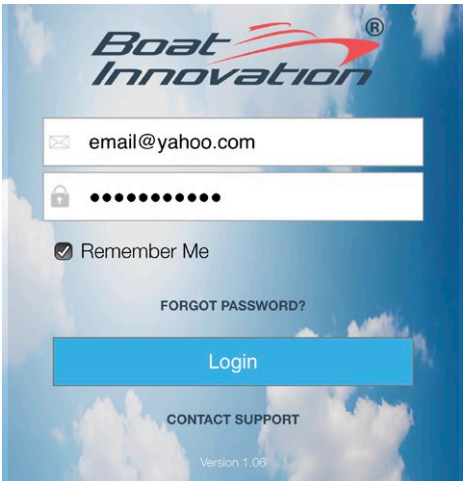 Boat ®
Innovation
email@yahoo.com
●●●●●●●●●●●
Remember Me
FORGOT PASSWORD?
Login
CONTACT SUPPORT
Version 1.06